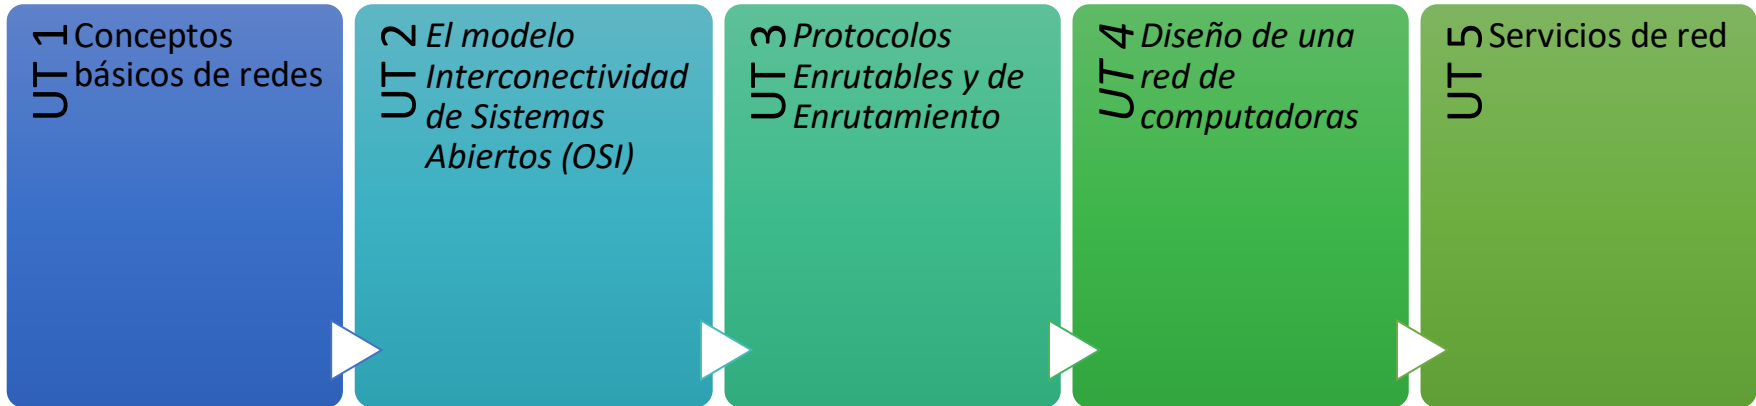 UT 1
Conceptos
básicos de redes
UT 2
El modelo
Interconectividad
de Sistemas
Abiertos (OSI)
UT 3
Protocolos
Enrutables y de
Enrutamiento
UT 4
Diseño de una
red de
computadoras
UT 5
Servicios de red